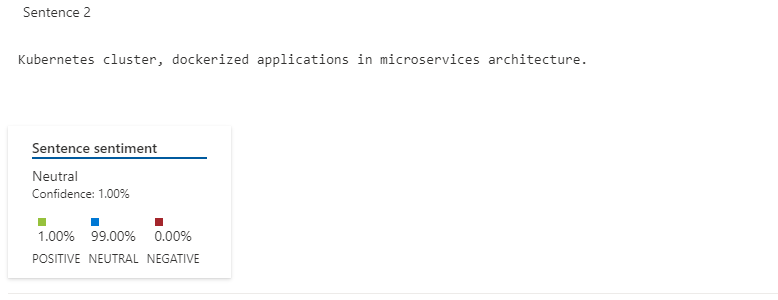 Sentence 2
Kubernetes cluster, dockerized applications in microservices architecture.
Sentence sentiment
Neutral
Confidence: 1.00%
1.00% 99.00% 0.00%
POSITIVE NEUTRAL NEGATIVE